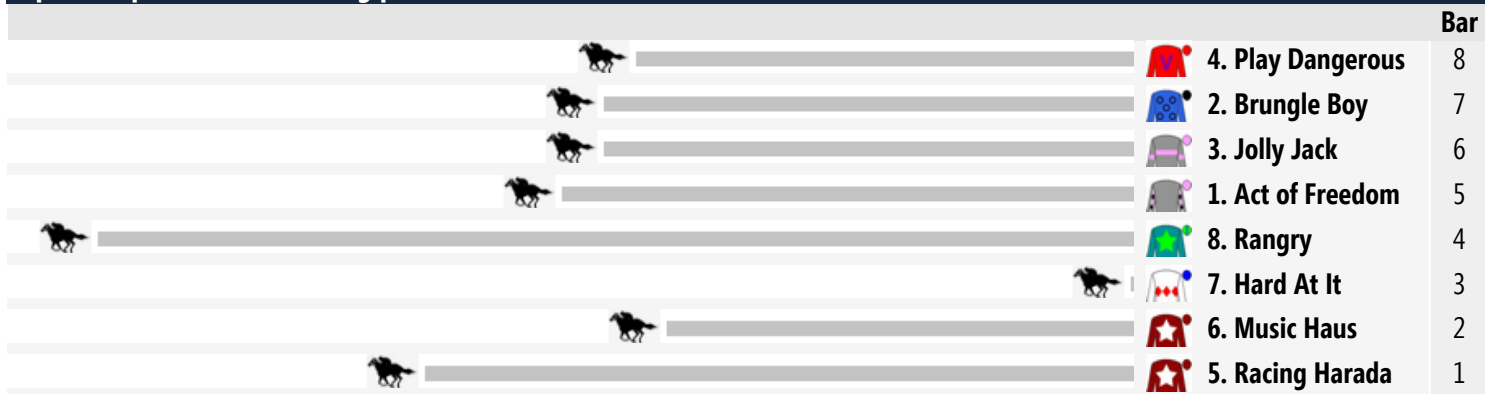 Bar
4. Play Dangerous 8
2. Brungle Boy 7
3. Jolly Jack 6
1. Act of Freedom 5
8. Rangry 4
7. Hard At It 3
6. Music Haus 2
5. Racing Harada 1